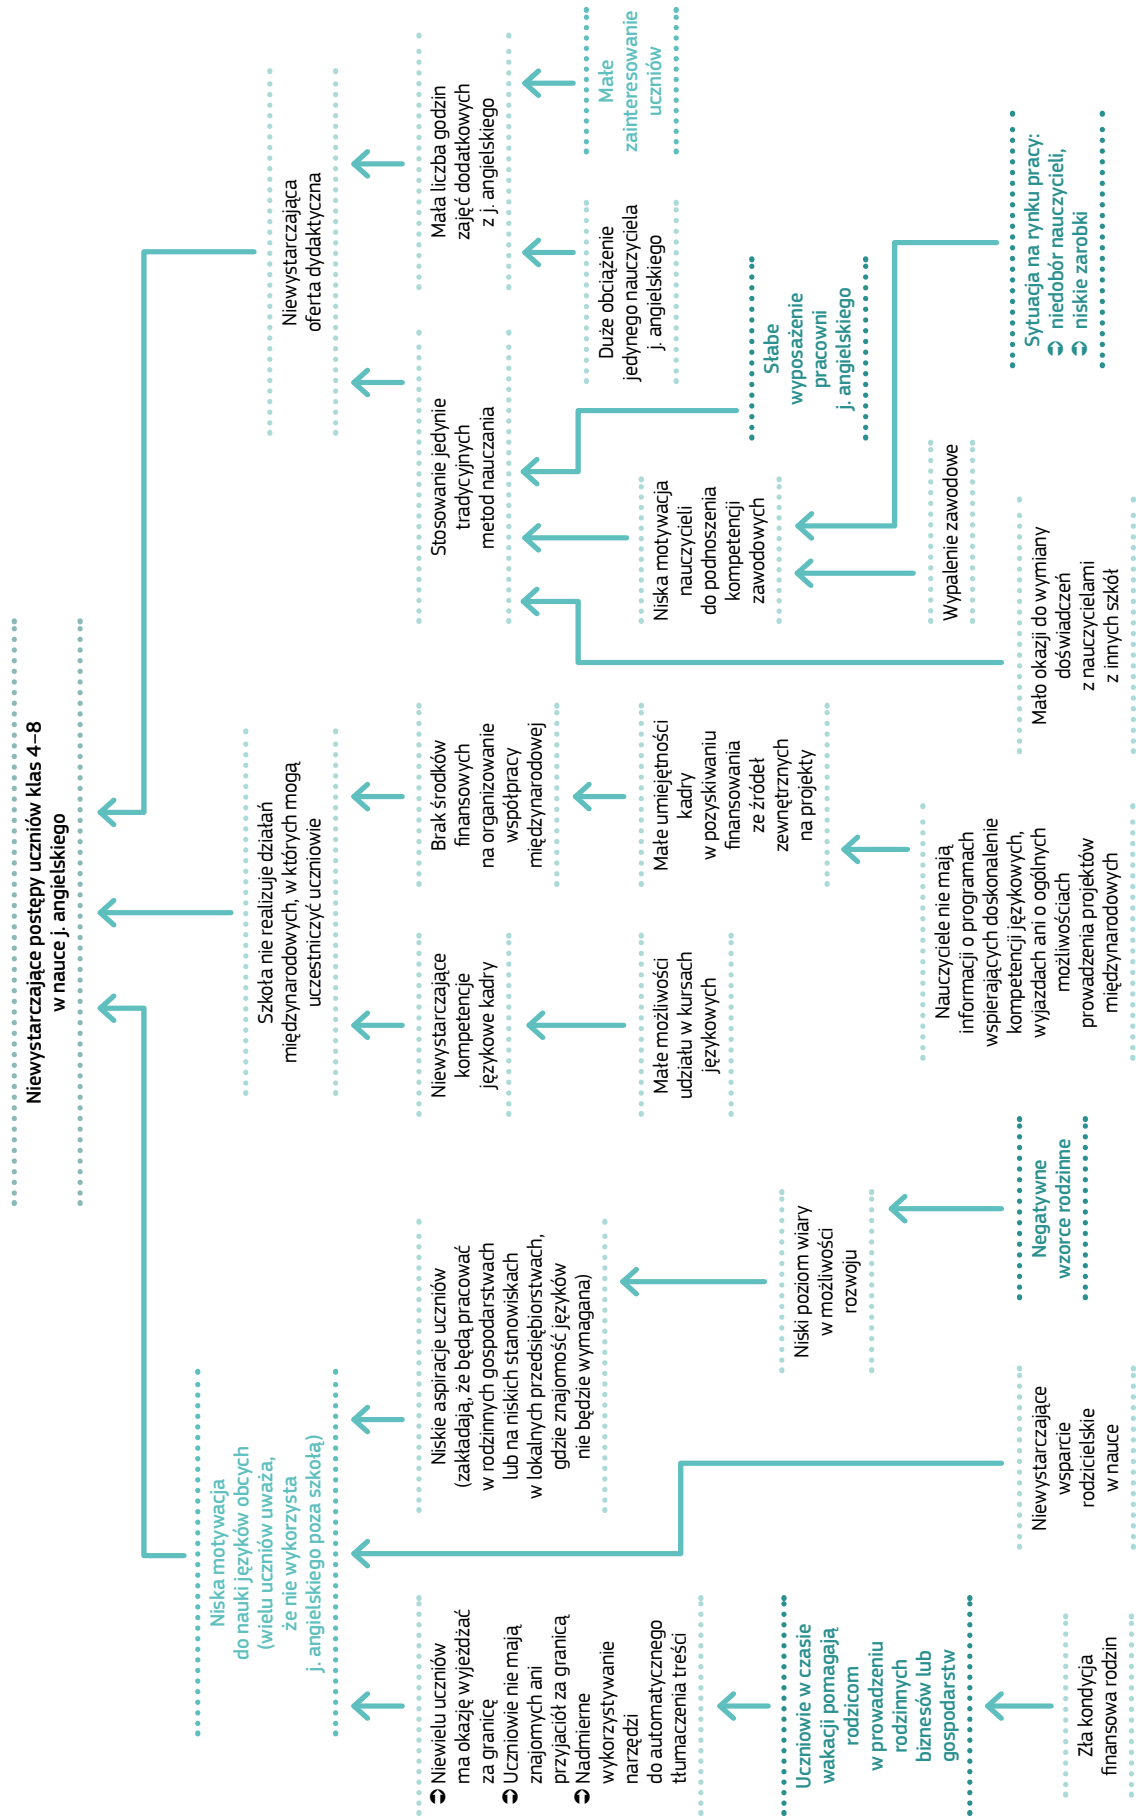 Niewystarczające postępy uczniów klas 4–8
w nauce j. angielskiego
Niska motywacja
do nauki języków obcych
(wielu uczniów uważa,
że nie wykorzysta
j. angielskiego poza szkołą)
Szkoła nie realizuje działań
międzynarodowych, w których mogą
uczestniczyć uczniowie
Niewystarczająca
oferta dydaktyczna
➲ Niewielu uczniów
ma okazję wyjeżdżać
za granicę
➲ Uczniowie nie mają
znajomych ani
przyjaciół za granicą
➲ Nadmierne
wykorzystywanie
narzędzi
do automatycznego
tłumaczenia treści
Niskie aspiracje uczniów
(zakładają, że będą pracować
w rodzinnych gospodarstwach
lub na niskich stanowiskach
w lokalnych przedsiębiorstwach,
gdzie znajomość języków
nie będzie wymagana)
Niewystarczające
kompetencje
językowe kadry
Brak środków
finansowych
na organizowanie
współpracy
międzynarodowej
Stosowanie jedynie
tradycyjnych
metod nauczania
Mała liczba godzin
zajęć dodatkowych
z j. angielskiego
Duże obciążenie
jedynego nauczyciela
j. angielskiego
Małe
zainteresowanie
uczniów
Małe możliwości
udziału w kursach
językowych
Małe umiejętności
kadry
w pozyskiwaniu
finansowania
ze źródeł
zewnętrznych
na projekty
Niska motywacja
nauczycieli
do podnoszenia
kompetencji
zawodowych
Słabe
wyposażenie
pracowni
j. angielskiego
Uczniowie w czasie
wakacji pomagają
rodzicom
w prowadzeniu
rodzinnych
biznesów lub
gospodarstw
Niski poziom wiary
w możliwości
rozwoju
Nauczyciele nie mają
informacji o programach
wspierających doskonalenie
kompetencji językowych,
wyjazdach ani o ogólnych
możliwościach
prowadzenia projektów
międzynarodowych
Wypalenie zawodowe
Zła kondycja
finansowa rodzin
Niewystarczające
wsparcie
rodzicielskie
w nauce
Negatywne
wzorce rodzinne
Mało okazji do wymiany
doświadczeń
z nauczycielami
z innych szkół
Sytuacja na rynku pracy:
➲ niedobór nauczycieli,
➲ niskie zarobki